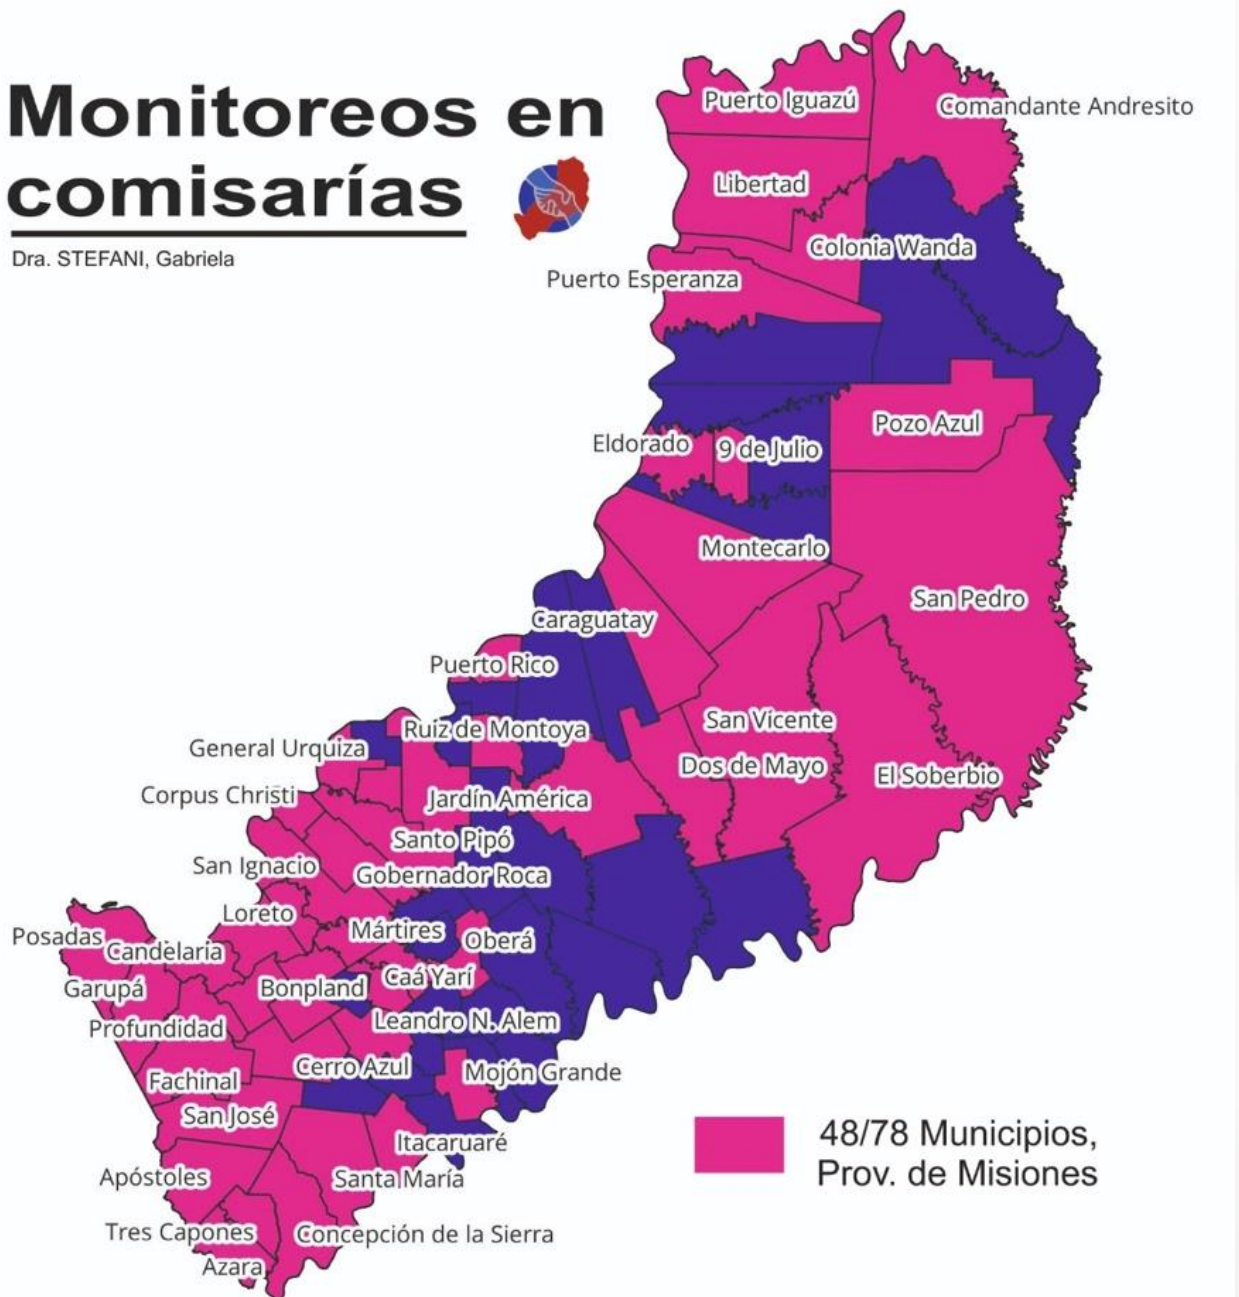 Monitoreos en
comisarías
Dra. STEFANI, Gabriela
Puerto Iguazú
Comandante Andresito
Libertad
Colonia Wanda
Puerto Esperanza
Pozo Azul
Eldorado
9 de Julio
Montecarlo
San Pedro
Caraguatay
Puerto Rico
San Vicente
Ruiz de Montoya
General Urquiza
Dos de Mayo
El Soberbio
Corpus Christi
Jardín América
Santo Pipó
San Ignacio
Gobernador Roca
Loreto
Mártires
Oberá
Posadas
Candelaria
Caá Yarí
Garupá
Bonpland
Profundidad
Leandro N. Alem
Cerro Azul
Mojón Grande
Fachinal
San José
Itacaruaré
Apóstoles
Santa María
Tres Capones
Concepción de la Sierra
Azara
48/78 Municipios,
Prov. de Misiones